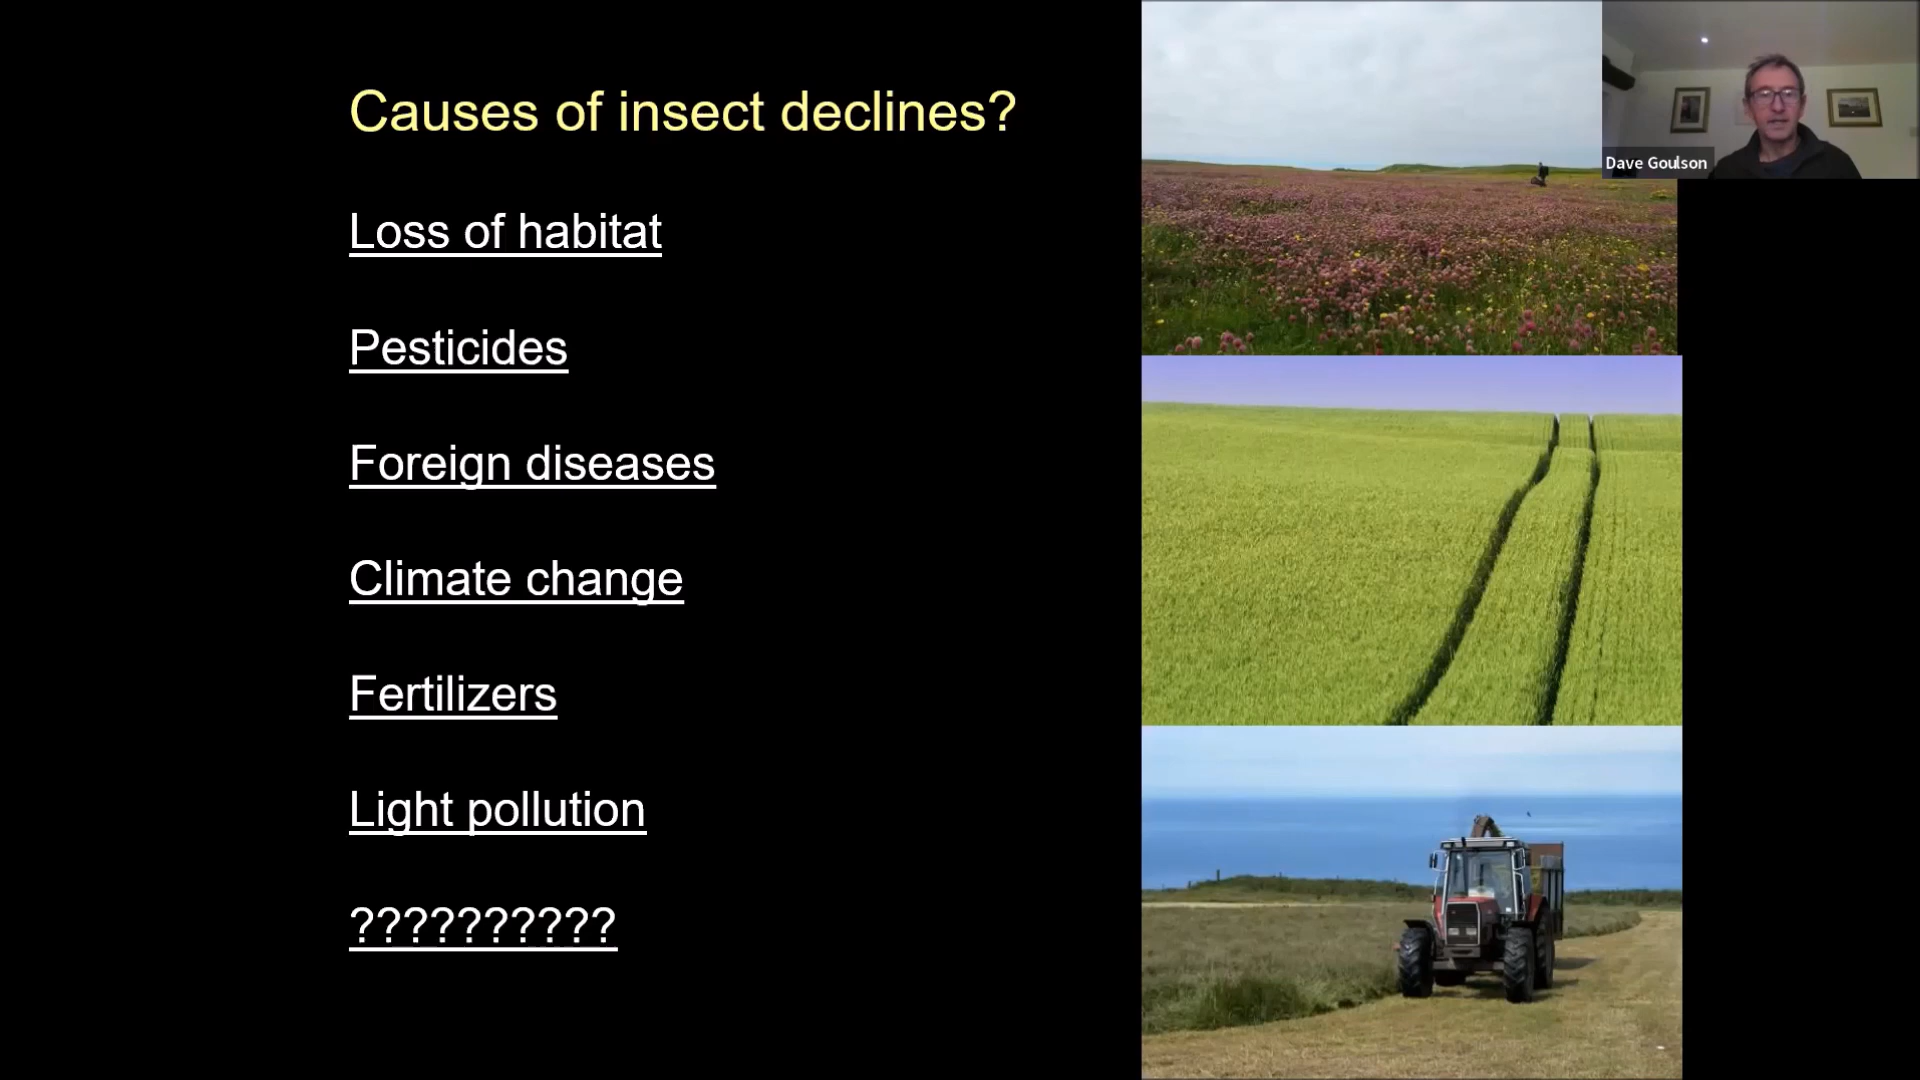 Causes of insect declines?
Loss of habitat
Pesticides
Foreign diseases
Climate change
Fertilizers
Light pollution
??????????
Dave Goulson